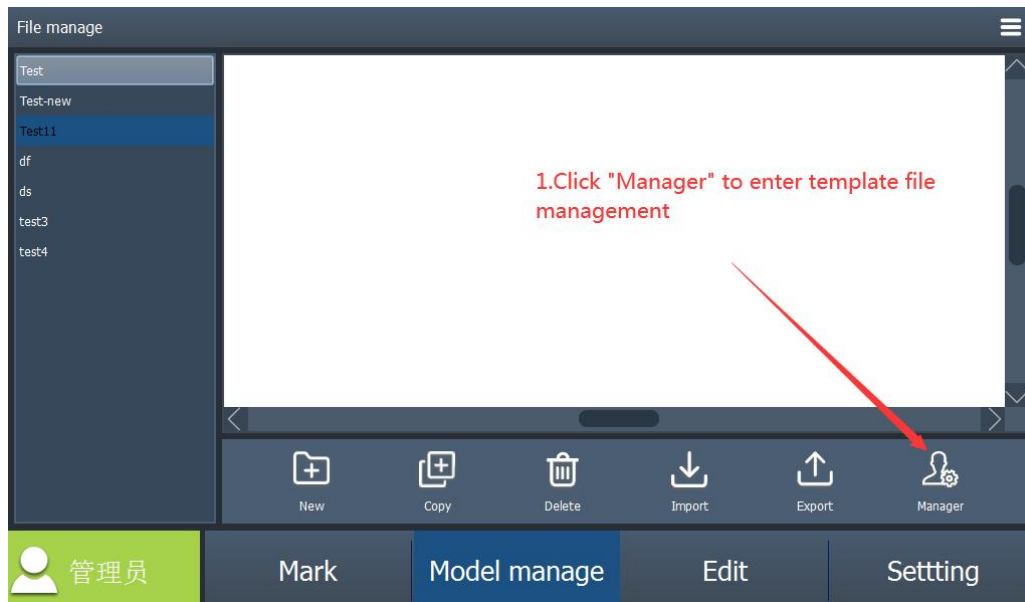 File manage
Test
Test-new
Test11
df
ds
test3
test4
1.Click "Manager" to enter template file
management
New
Copy
Delete
Import
Export
Manager
管理员
Mark
Model manage
Edit
Settting